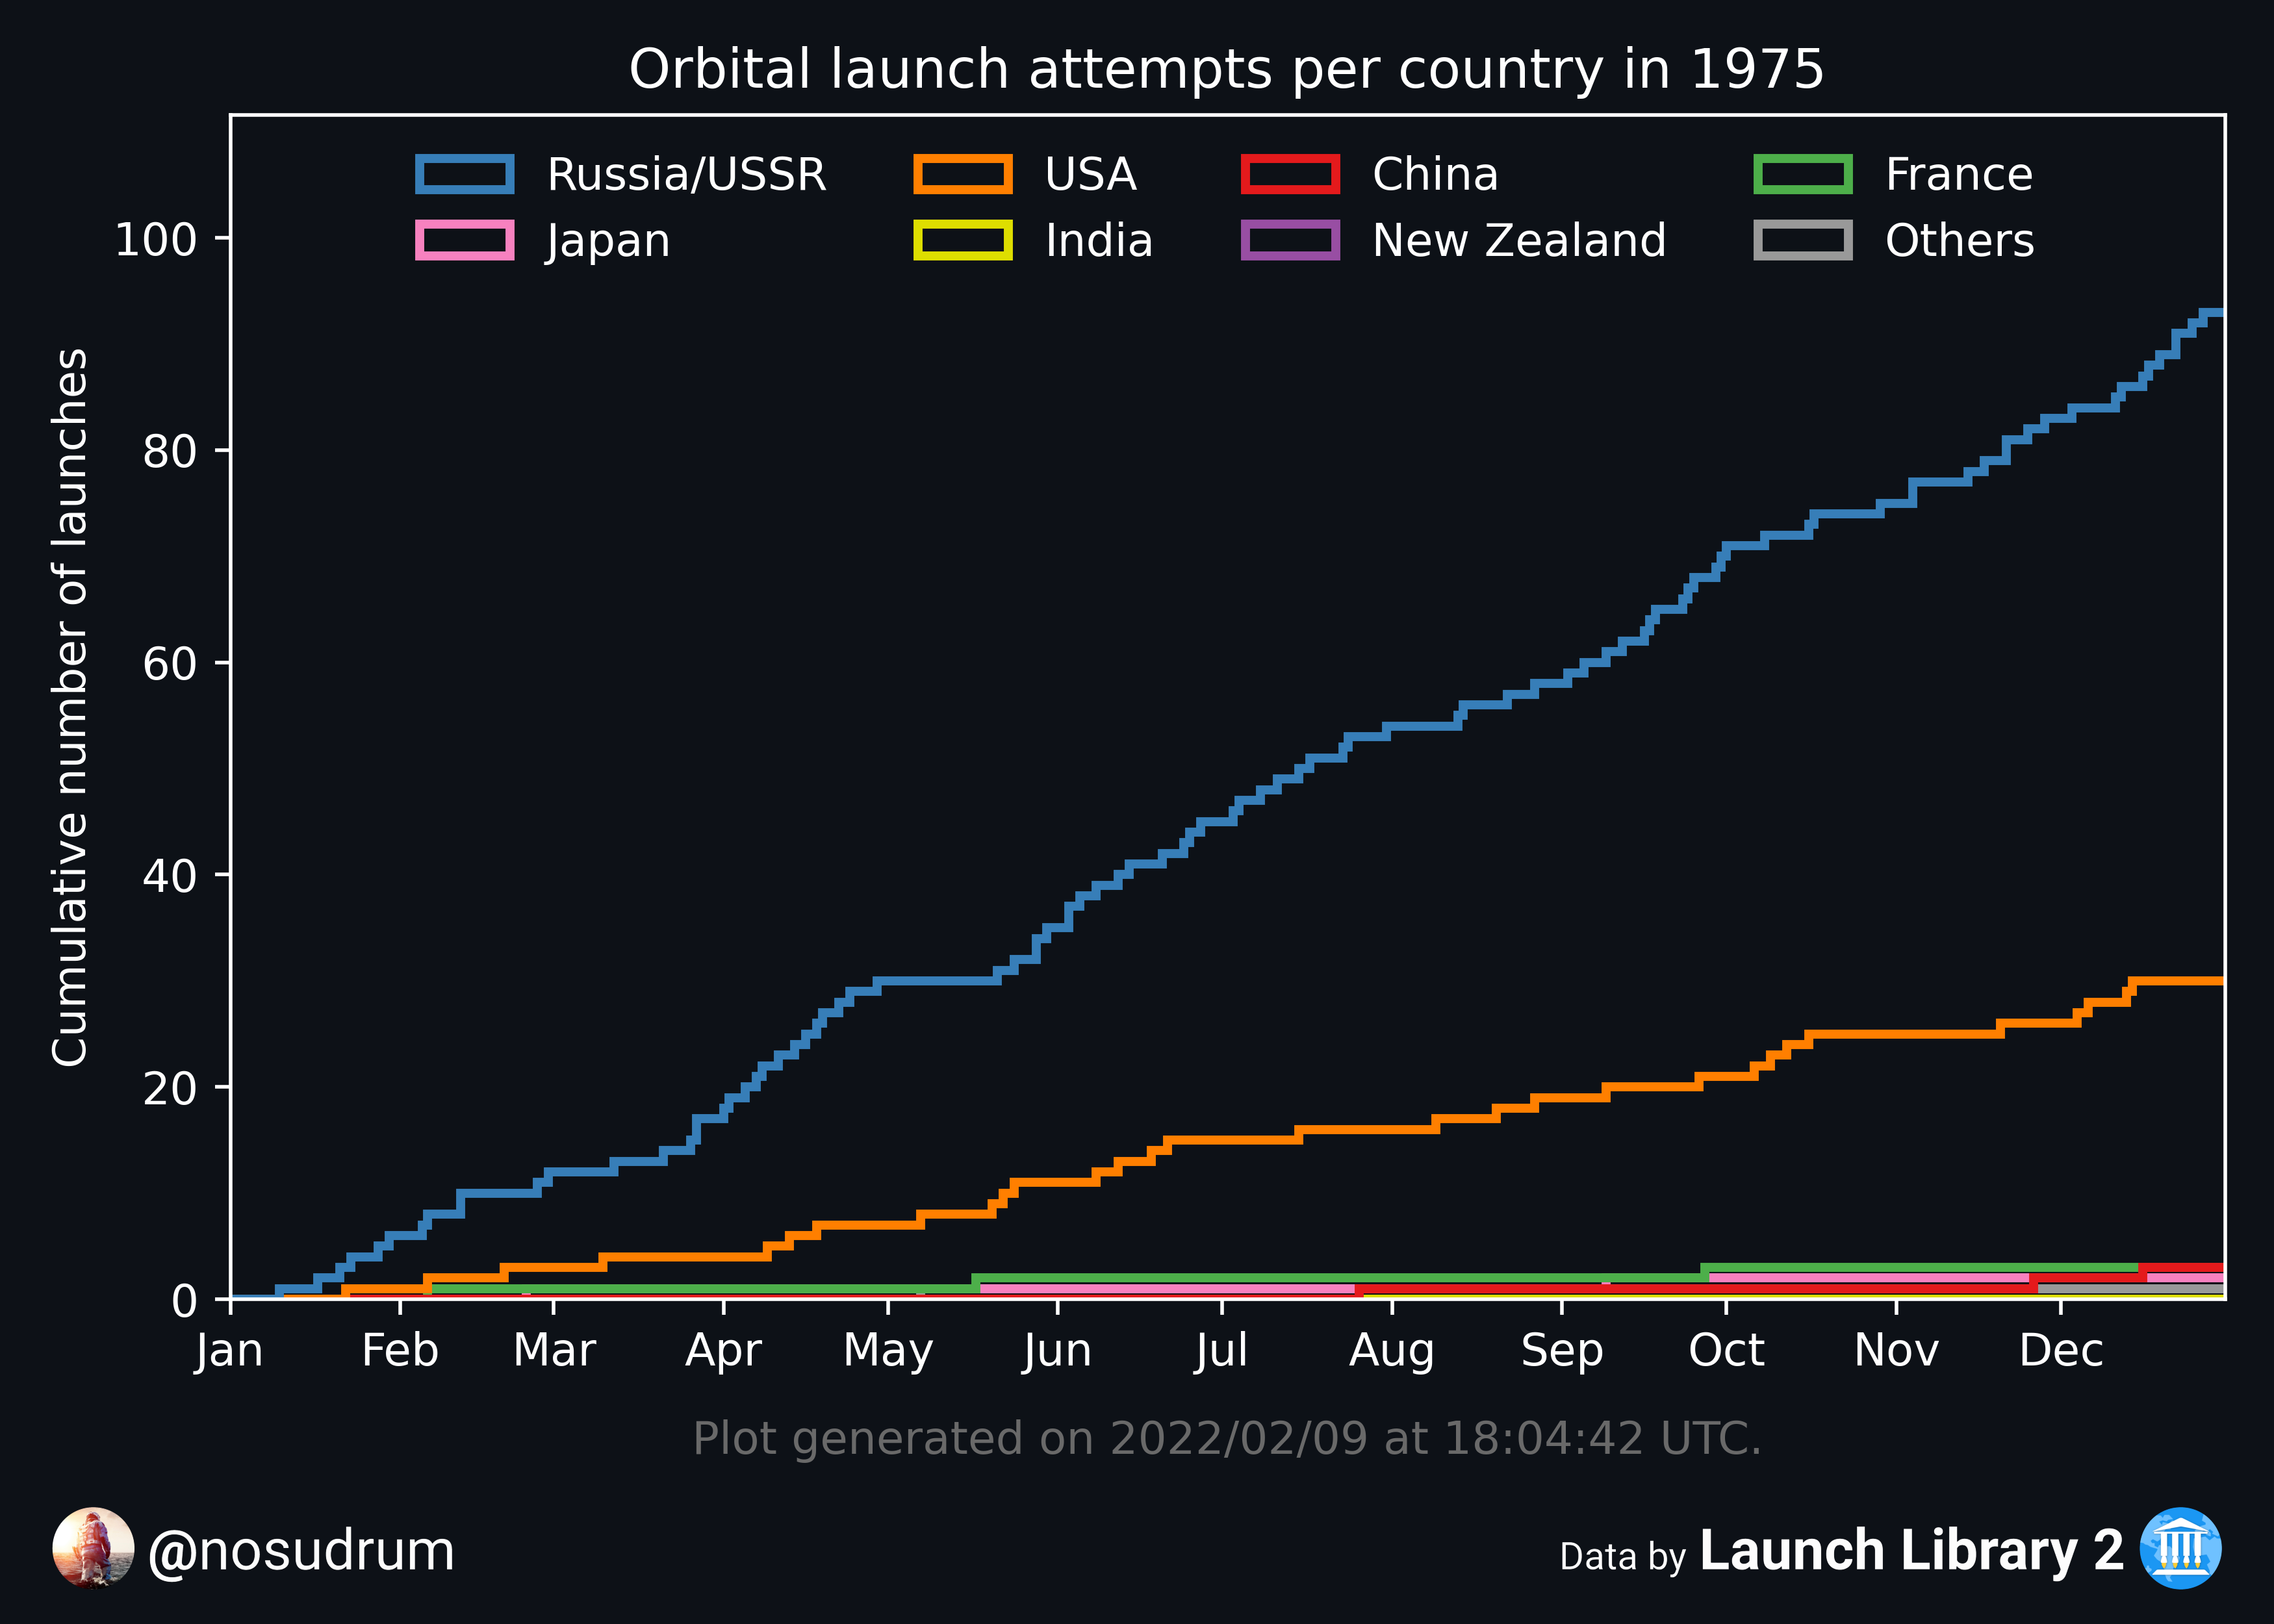 Orbital launch attempts per country in 1975
Russia/USSR USA China France
Japan India New Zealand Others
Cumulative number of launches
100
80
60
40
20
0
Jan Feb Mar Apr May Jun Jul Aug Sep Oct Nov Dec
Plot generated on 2022/02/09 at 18:04:42 UTC.
@nosudrum
Data by Launch Library 2